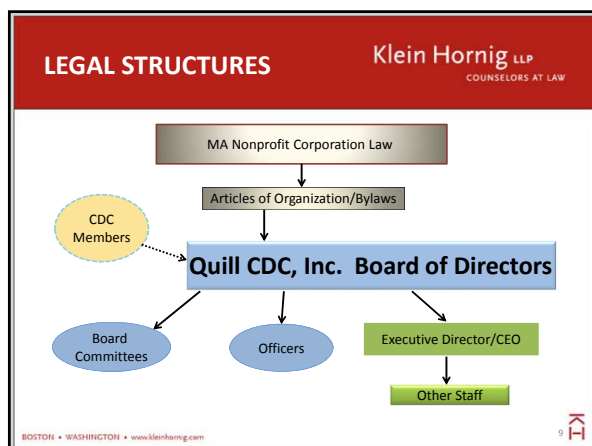 LEGAL STRUCTURES
Klein Hornig LLP
COUNSELORS AT LAW
MA Nonprofit Corporation Law
Articles of Organization/Bylaws
CDC
Members
Quill CDC, Inc. Board of Directors
Board
Committees
Officers
Executive Director/CEO
Other Staff
BOSTON • WASHINGTON • www.kleinhornig.com
9
KH